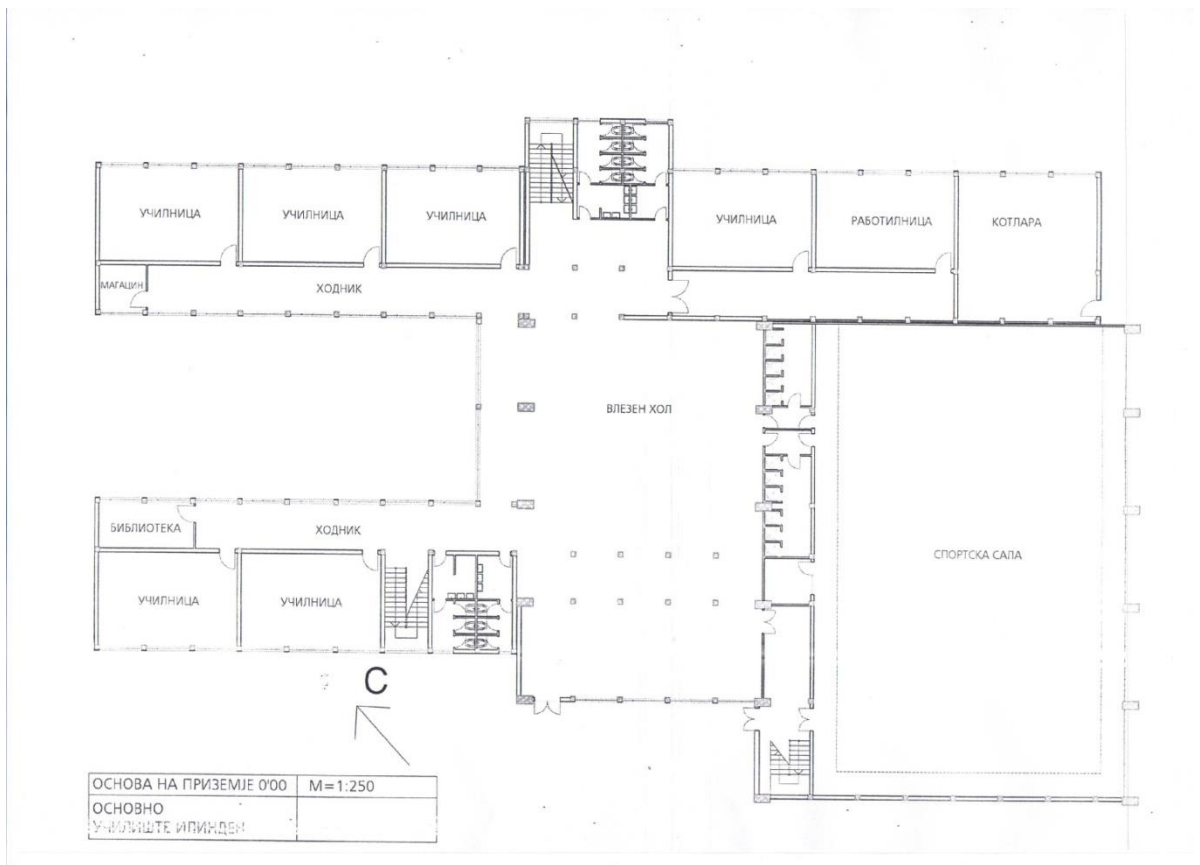 УЧИЛНИЦА
УЧИЛНИЦА
УЧИЛНИЦА
УЧИЛНИЦА
РАБОТИЛНИЦА
КОТЛАРА
МАГАЦИН
ХОДНИК
ВЛЕЗЕН ХОЛ
БИБЛИОТЕКА
ХОДНИК
СПОРТСКА САЛА
УЧИЛНИЦА
УЧИЛНИЦА
С
ОСНОВА НА ПРИЗЕМЈЕ 0'00 М=1:250
ОСНОВНО
УЧИЛИШТЕ ИЛИНДЕН